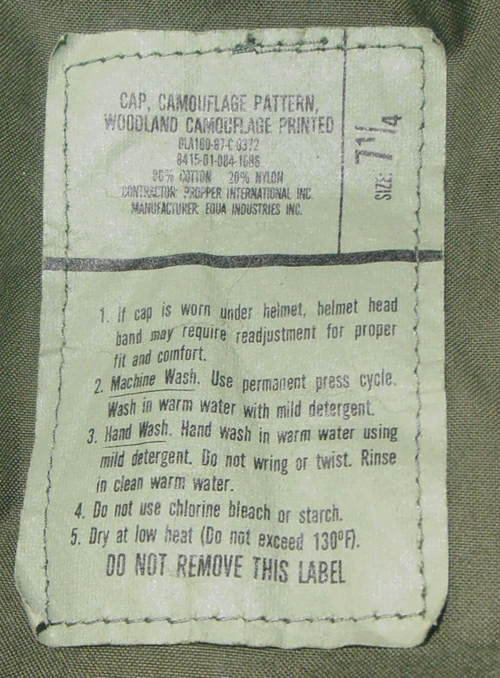 CAP, CAMOUFLAGE PATTERN,
WOODLAND CAMOUFLAGE PRINTED
DLA100-87-C 0372
8415-01-084-1686
80% COTTON 20% NYLON
CONTRACTOR: PROPPER INTERNATIONAL INC.
MANUFACTURER EQUA INDUSTRIES INC.
SIZE: 7 1/4
1. If cap is worn under helmet, helmet head
band may require readjustment for proper
fit and comfort.
2. Machine Wash. Use permanent press cycle.
Wash in warm water with mild detergent.
3. Hand Wash. Hand wash in warm water using
mild detergent. Do not wring or twist. Rinse
in clean warm water.
4. Do not use chlorine bleach or starch.
5. Dry at low heat (Do not exceed 130ºF).
DO NOT REMOVE THIS LABEL